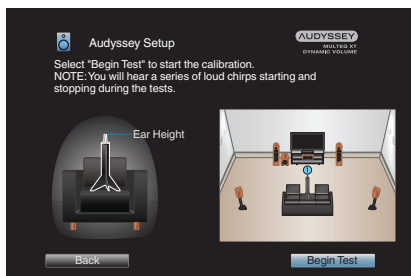 Audyssey Setup
AUDYSSEY
MULTEQ XT
DYNAMIC VOLUME
Select "Begin Test" to start the calibration.
NOTE: You will hear a series of loud chirps starting and
stopping during the tests.
Ear Height
Back
Begin Test